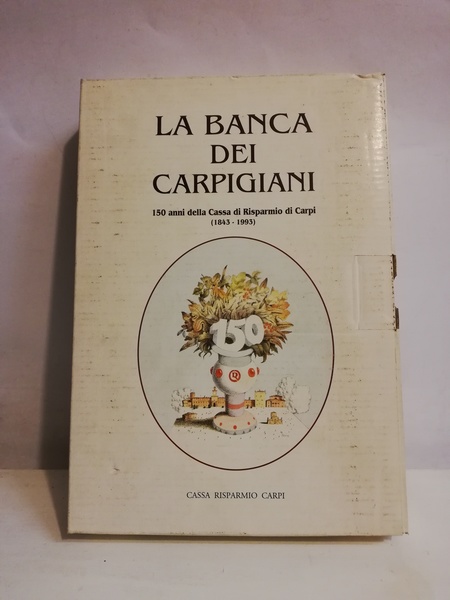 LA BANCA
DEI
CARPIGIANI
150 anni della Cassa di Risparmio di Carpi
(1843 - 1993)
150
CASSA RISPARMIO CARPI